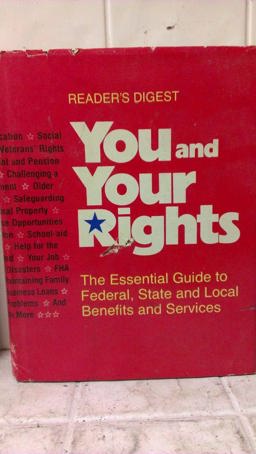 READER'S DIGEST
You and
Your
Rights
The Essential Guide to
Federal, State and Local
Benefits and Services
Social
Veterans' Rights
and Pension
Challenging a
Older
Safeguarding
Property
Opportunities
School-aid
Help for the
Your Job
Disasters ☆ FHA
Maintaining Family
Business Loans
Problems ☆ And
More ☆☆☆